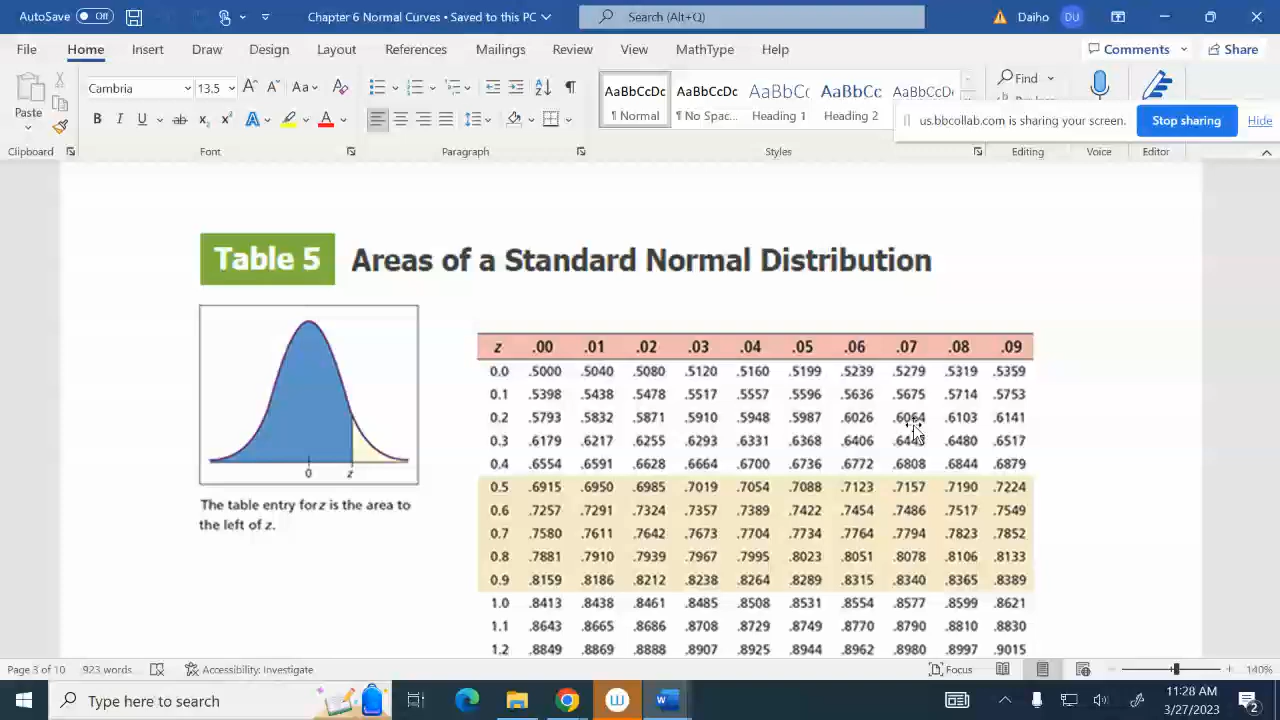 AutoSave Off Chapter 6 Normal Curves • Saved to this PC Search (Alt+Q) Daiho DU
File Home Insert Draw Design Layout References Mailings Review View MathType Help Comments Share
Paste Cambria 13.5 Aa AaBbCcDc AaBbCcDc AaBbCc AaBbCc AaBbCcDc Find
B I U ab x₂ x² A A ¶ Normal ¶ No Spac... Heading 1 Heading 2
us.bbcollab.com is sharing your screen. Stop sharing Hide
Clipboard Font Paragraph Styles Editing Voice Editor
Table 5 Areas of a Standard Normal Distribution
0 z
The table entry for z is the area to
the left of z.
z .00 .01 .02 .03 .04 .05 .06 .07 .08 .09
0.0 .5000 .5040 .5080 .5120 .5160 .5199 .5239 .5279 .5319 .5359
0.1 .5398 .5438 .5478 .5517 .5557 .5596 .5636 .5675 .5714 .5753
0.2 .5793 .5832 .5871 .5910 .5948 .5987 .6026 .6064 .6103 .6141
0.3 .6179 .6217 .6255 .6293 .6331 .6368 .6406 .6443 .6480 .6517
0.4 .6554 .6591 .6628 .6664 .6700 .6736 .6772 .6808 .6844 .6879
0.5 .6915 .6950 .6985 .7019 .7054 .7088 .7123 .7157 .7190 .7224
0.6 .7257 .7291 .7324 .7357 .7389 .7422 .7454 .7486 .7517 .7549
0.7 .7580 .7611 .7642 .7673 .7704 .7734 .7764 .7794 .7823 .7852
0.8 .7881 .7910 .7939 .7967 .7995 .8023 .8051 .8078 .8106 .8133
0.9 .8159 .8186 .8212 .8238 .8264 .8289 .8315 .8340 .8365 .8389
1.0 .8413 .8438 .8461 .8485 .8508 .8531 .8554 .8577 .8599 .8621
1.1 .8643 .8665 .8686 .8708 .8729 .8749 .8770 .8790 .8810 .8830
1.2 .8849 .8869 .8888 .8907 .8925 .8944 .8962 .8980 .8997 .9015
Page 3 of 10 923 words Accessibility: Investigate Focus 140%
Type here to search 11:28 AM
3/27/2023 2